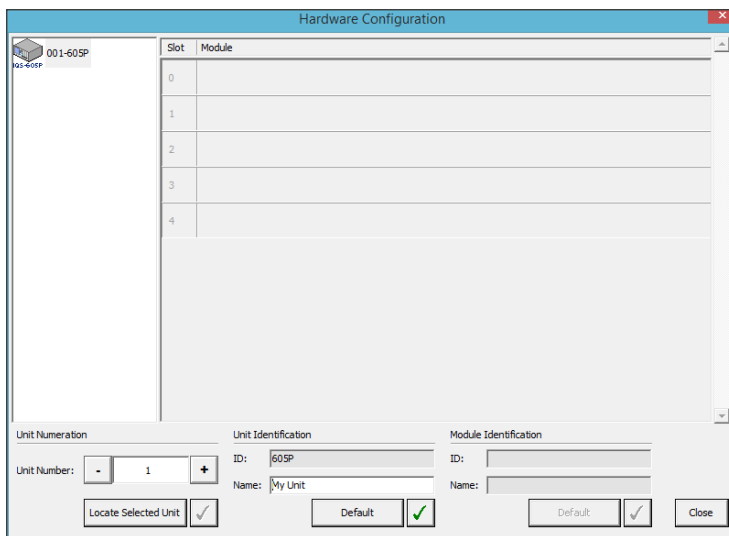 Hardware Configuration
001-605P
IQS-605P
Slot Module
0
1
2
3
4
Unit Numeration
Unit Number: - 1 +
Locate Selected Unit
Unit Identification
ID: 605P
Name: My Unit
Default
Module Identification
ID:
Name:
Default
Close